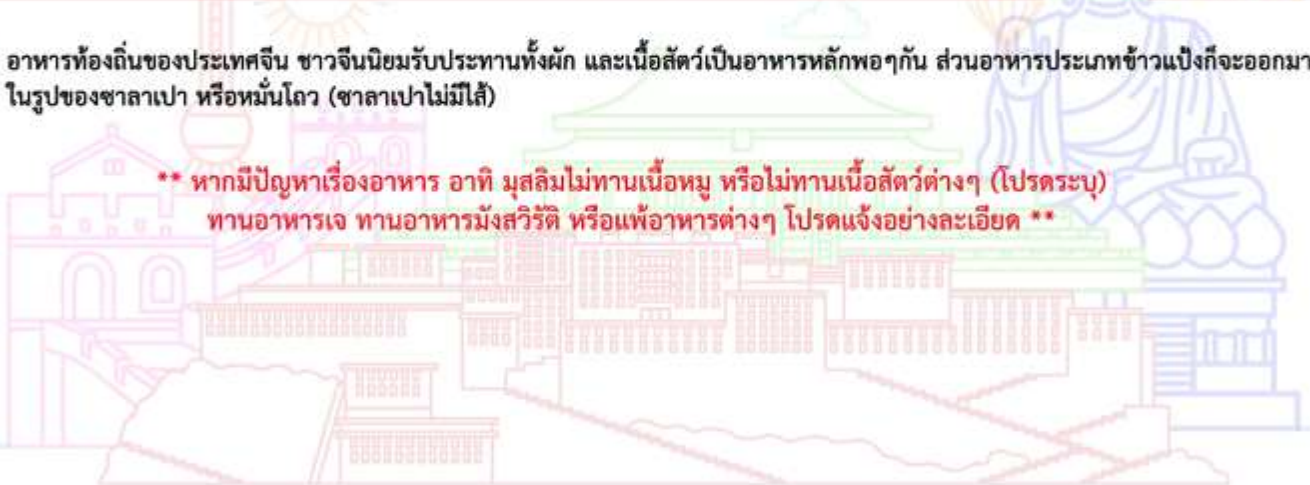 อาหารท้องถิ่นของประเทศจีน ชาวจีนนิยมรับประทานทั้งผัก และเนื้อสัตว์เป็นอาหารหลักพอๆกัน ส่วนอาหารประเภทข้าวแป้งก็จะออกมา
ในรูปของซาลาเปา หรือหมั่นโถว (ซาลาเปาไม่มีไส้)
** หากมีปัญหาเรื่องอาหาร อาทิ มุสลิมไม่ทานเนื้อหมู หรือไม่ทานเนื้อสัตว์ต่างๆ (โปรดระบุ)
ทานอาหารเจ ทานอาหารมังสวิรัติ หรือแพ้อาหารต่างๆ โปรดแจ้งอย่างละเอียด **